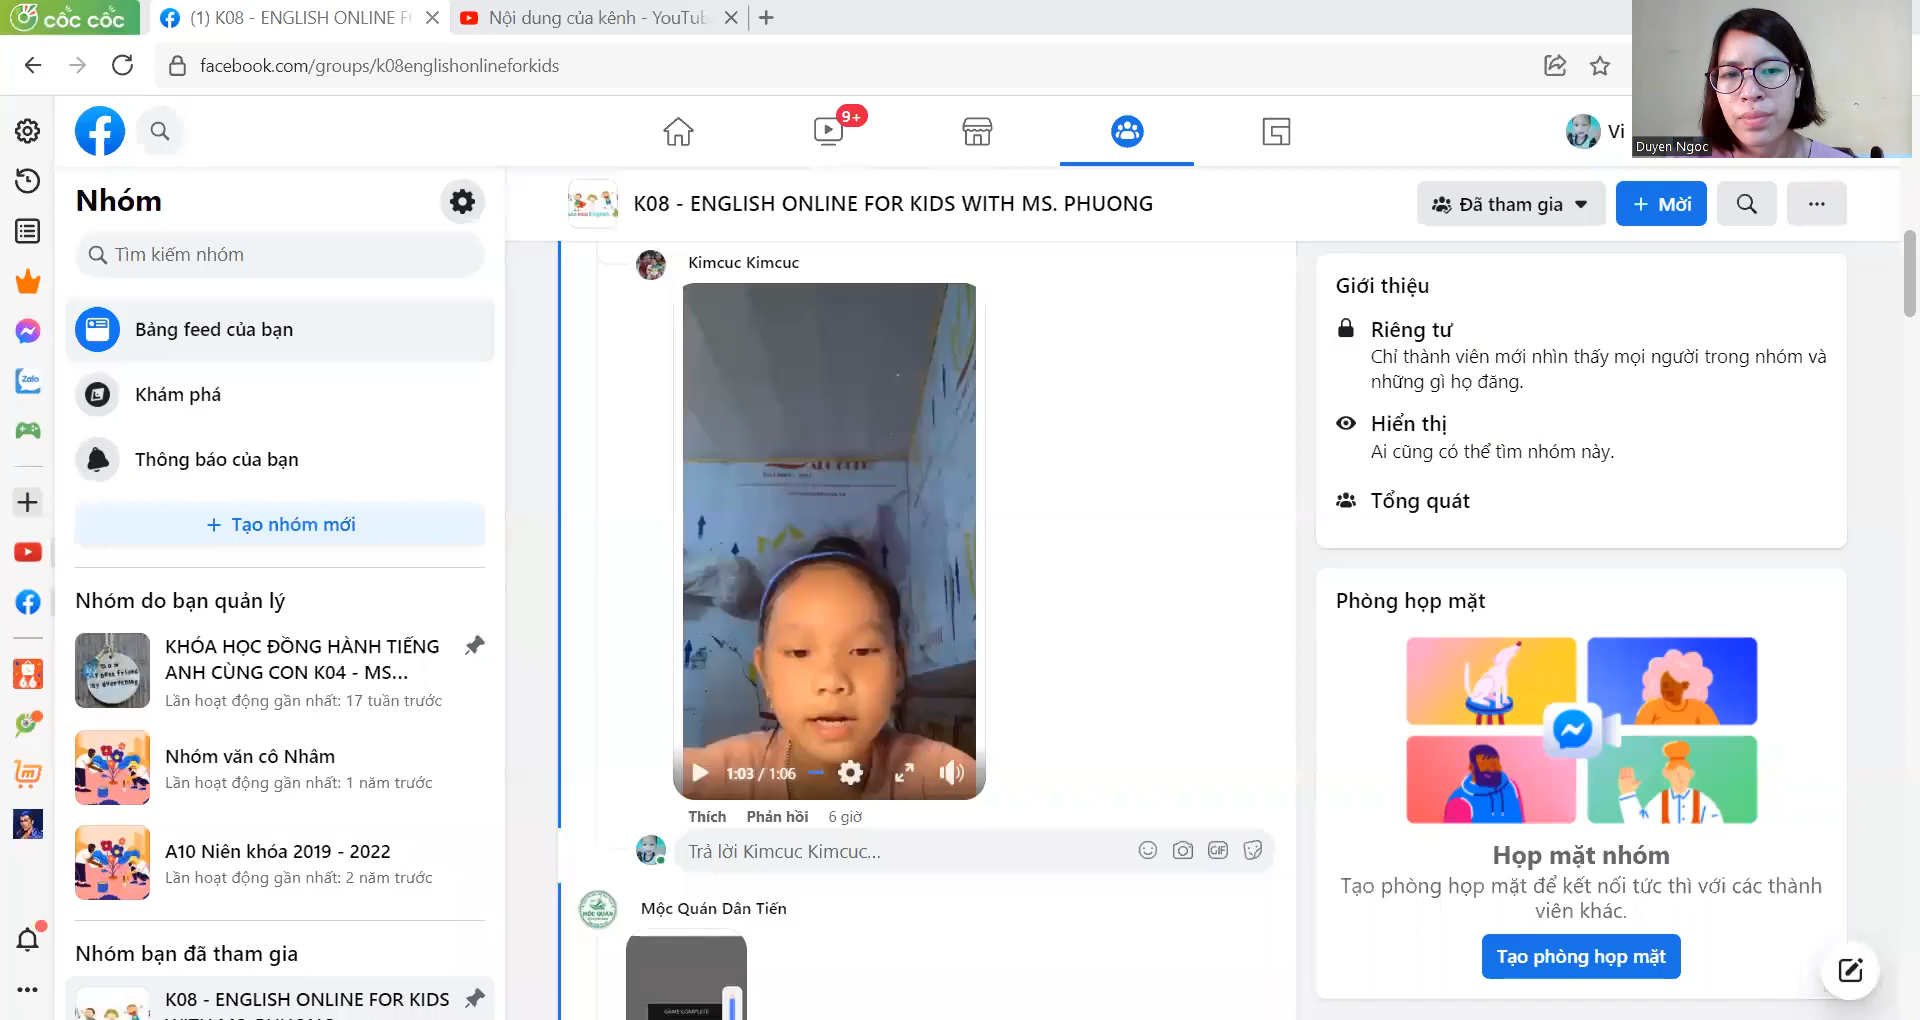 cốc cốc
(1) K08 - ENGLISH ONLINE F
Nội dung của kênh - YouTub
facebook.com/groups/k08englishonlineforkids
Duyen Ngoc
9+
Vi
Nhóm
Tìm kiếm nhóm
Bảng feed của bạn
Khám phá
Thông báo của bạn
+ Tạo nhóm mới
Nhóm do bạn quản lý
KHÓA HỌC ĐỒNG HÀNH TIẾNG
ANH CÙNG CON K04 - MS...
Lần hoạt động gần nhất: 17 tuần trước
Nhóm văn cô Nhâm
Lần hoạt động gần nhất: 1 năm trước
A10 Niên khóa 2019 - 2022
Lần hoạt động gần nhất: 2 năm trước
Nhóm bạn đã tham gia
K08 - ENGLISH ONLINE FOR KIDS
Zalo
K08 - ENGLISH ONLINE FOR KIDS WITH MS. PHUONG
Đã tham gia
+ Mời
Kimcuc Kimcuc
1:03 / 1:06
Thích Phản hồi 6 giờ
Trả lời Kimcuc Kimcuc...
GIF
Mộc Quán Dân Tiến
GAME COMPLETE
Giới thiệu
Riêng tư
Chỉ thành viên mới nhìn thấy mọi người trong nhóm và
những gì họ đăng.
Hiển thị
Ai cũng có thể tìm nhóm này.
Tổng quát
Phòng họp mặt
Họp mặt nhóm
Tạo phòng họp mặt để kết nối tức thì với các thành
viên khác.
Tạo phòng họp mặt